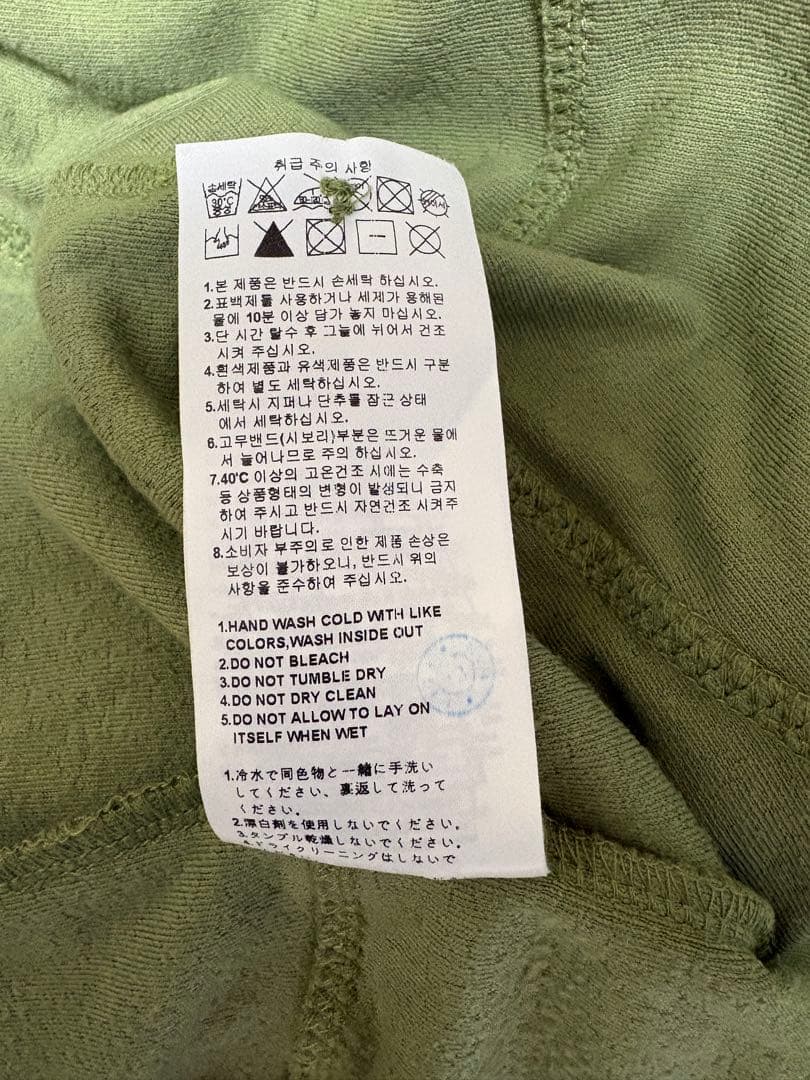 취급 주의 사항
손세탁
30°C
중성
1.본 제품은 반드시 손세탁 하십시오.
2.표백제를 사용하거나 세제가 용해된
물에 10분 이상 담가 놓지 마십시오.
3.단 시간 탈수 후 그늘에 뉘어서 건조
시켜 주십시오.
4.흰색제품과 유색제품은 반드시 구분
하여 별도 세탁하십시오.
5.세탁시 지퍼나 단추를 잠근 상태
에서 세탁하십시오.
6.고무밴드(시보리)부분은 뜨거운 물에
서 늘어나므로 주의 하십시오.
7.40°C 이상의 고온건조 시에는 수축
등 상품형태의 변형이 발생되니 금지
하여 주시고 반드시 자연건조 시켜주
시기 바랍니다.
8.소비자 부주의로 인한 제품 손상은
보상이 불가하오니, 반드시 위의
사항을 준수하여 주십시오.
1.HAND WASH COLD WITH LIKE
COLORS,WASH INSIDE OUT
2.DO NOT BLEACH
3.DO NOT TUMBLE DRY
4.DO NOT DRY CLEAN
5.DO NOT ALLOW TO LAY ON
ITSELF WHEN WET
1.冷水で同色物と一緒に手洗い
してください、裏返して洗って
ください。
2.漂白剤を使用しないでください。
3.タンブル乾燥しないでください。
4.ドライクリーニングはしないで